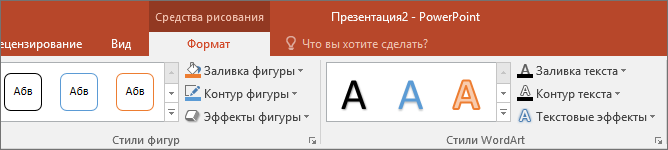 Средства рисования
Презентация2 - PowerPoint
Вид
Формат
Что вы хотите сделать?
Абв
Абв
Абв
Заливка фигуры
Контур фигуры
Эффекты фигуры
Стили фигур
A
A
A
Заливка текста
Контур текста
Текстовые эффекты
Стили WordArt